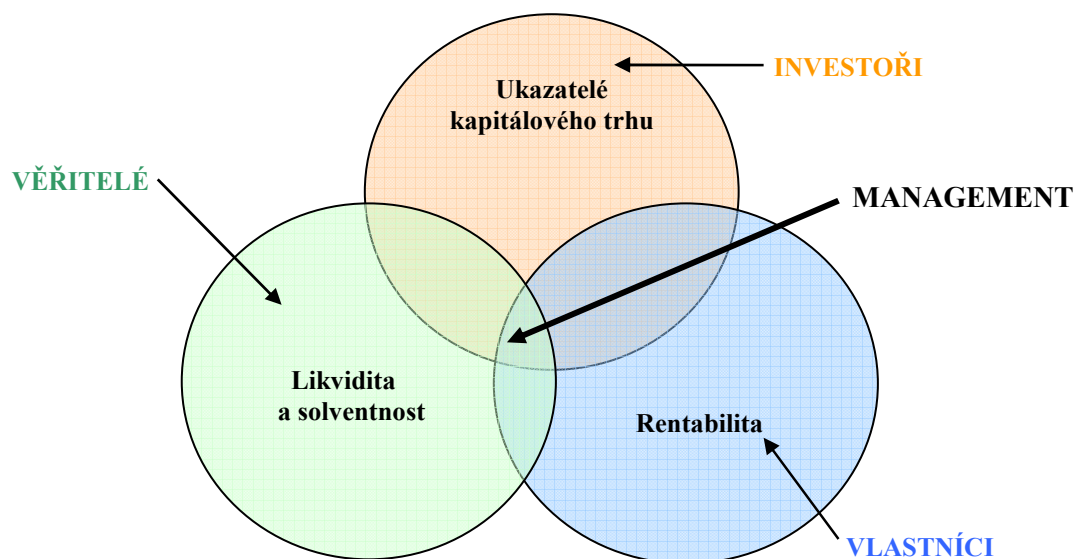 INVESTOŘI
Ukazatelé
kapitálového trhu
VĚŘITELÉ
MANAGEMENT
Likvidita
a solventnost
Rentabilita
VLASTNÍCI